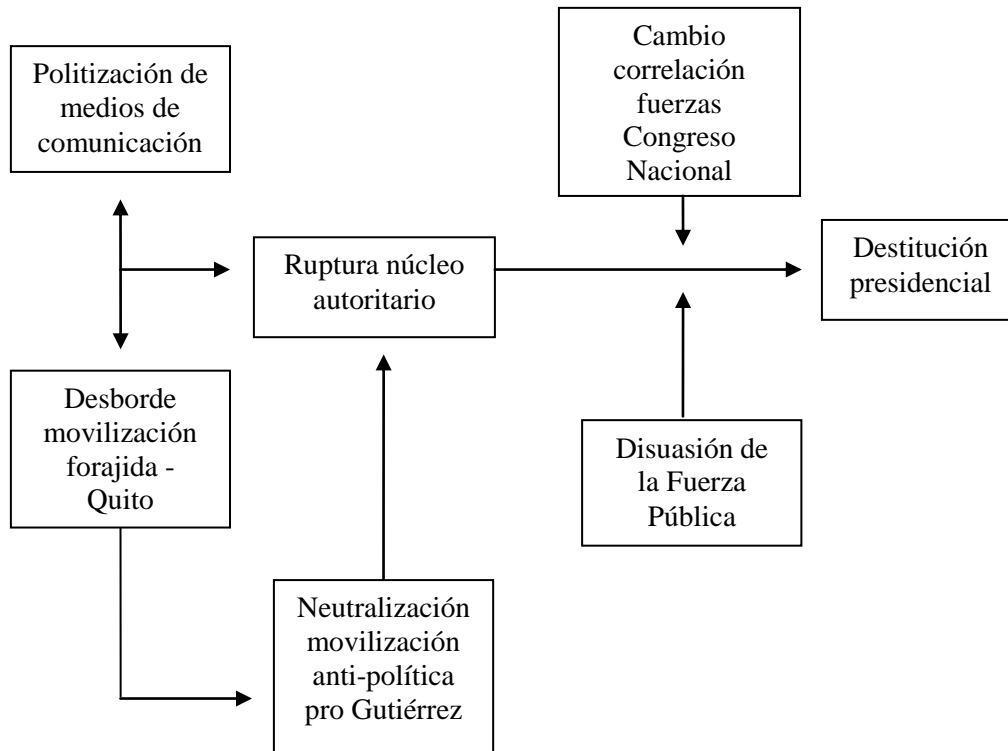 Politización de
medios de
comunicación
Cambio
correlación
fuerzas
Congreso
Nacional
Ruptura núcleo
autoritario
Destitución
presidencial
Desborde
movilización
forajida -
Quito
Disuasión de
la Fuerza
Pública
Neutralización
movilización
anti-política
pro Gutiérrez